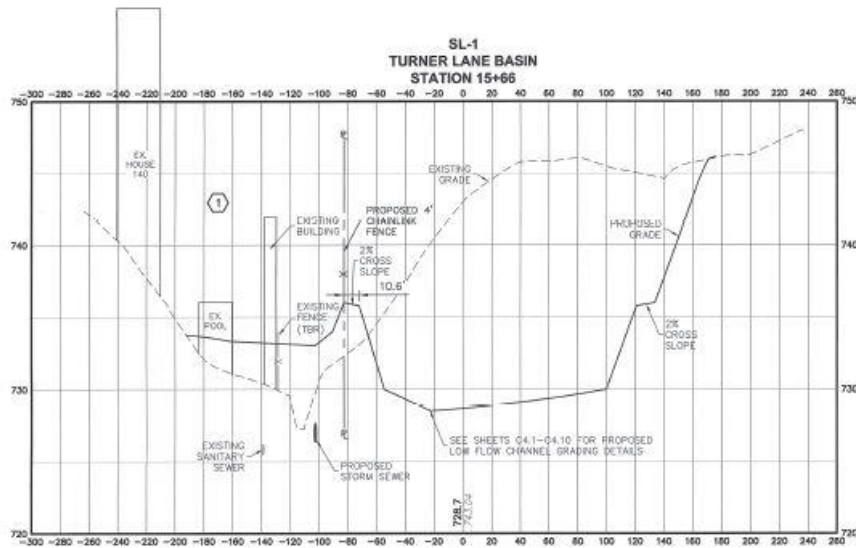 SL-1
TURNER LANE BASIN
STATION 15+66
-300 -280 -260 -240 -220 -200 -180 -160 -140 -120 -100 -80 -60 -40 -20 0 20 40 60 80 100 120 140 160 180 200 220 240 260
750 750
EX.
HOUSE
140
1
EXISTING
BUILDING
PROPOSED 4'
CHAINLINK
FENCE
EXISTING
GRADE
PROPOSED
GRADE
740 740
2%
CROSS
SLOPE
10.6'
EX.
POOL
EXISTING
FENCE
(TBR)
2%
CROSS
SLOPE
730 730
EXISTING
SANITARY
SEWER
PROPOSED
STORM SEWER
SEE SHEETS C4.1-C4.10 FOR PROPOSED
LOW FLOW CHANNEL GRADING DETAILS
728.7
743.04
720 720
-300 -280 -260 -240 -220 -200 -180 -160 -140 -120 -100 -80 -60 -40 -20 0 20 40 60 80 100 120 140 160 180 200 220 240 260